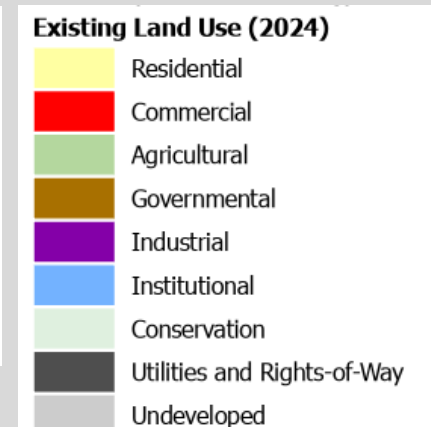 Existing Land Use (2024)
Residential
Commercial
Agricultural
Governmental
Industrial
Institutional
Conservation
Utilities and Rights-of-Way
Undeveloped